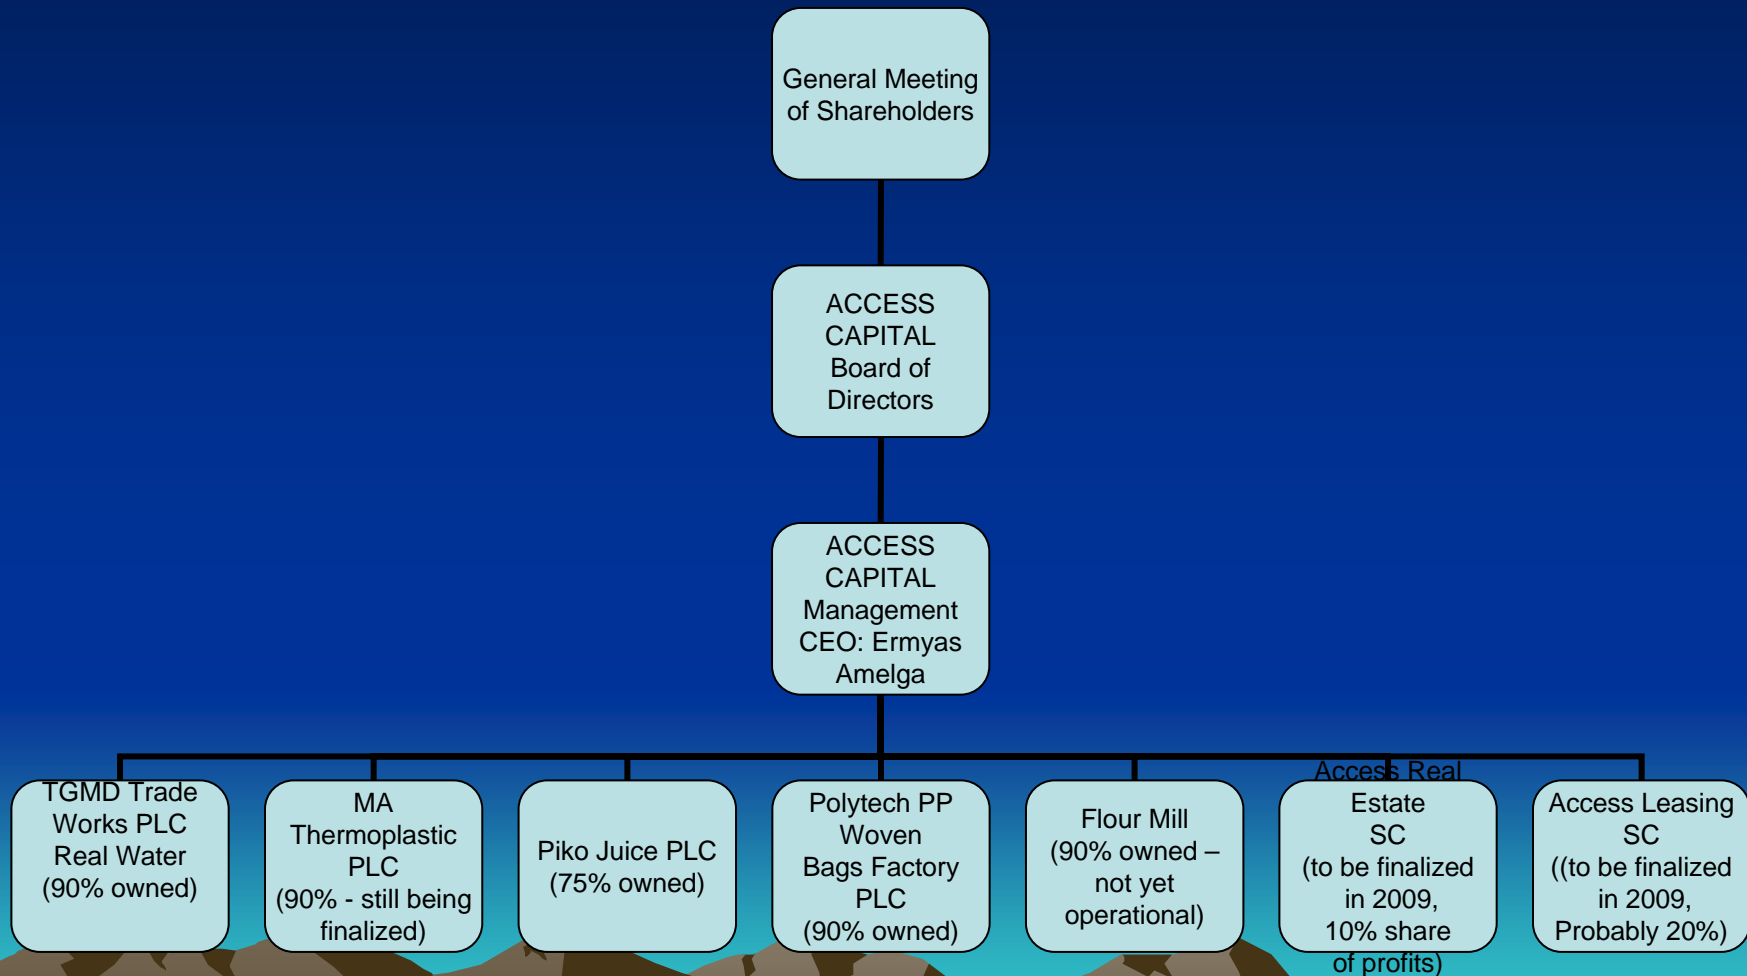 General Meeting
of Shareholders
ACCESS
CAPITAL
Board of
Directors
ACCESS
CAPITAL
Management
CEO: Ermyas
Amelga
TGMD Trade
Works PLC
Real Water
(90% owned)
MA
Thermoplastic
PLC
(90% - still being
finalized)
Piko Juice PLC
(75% owned)
Polytech PP
Woven
Bags Factory
PLC
(90% owned)
Flour Mill
(90% owned –
not yet
operational)
Access Real
Estate
SC
(to be finalized
in 2009,
10% share
of profits)
Access Leasing
SC
((to be finalized
in 2009,
Probably 20%)